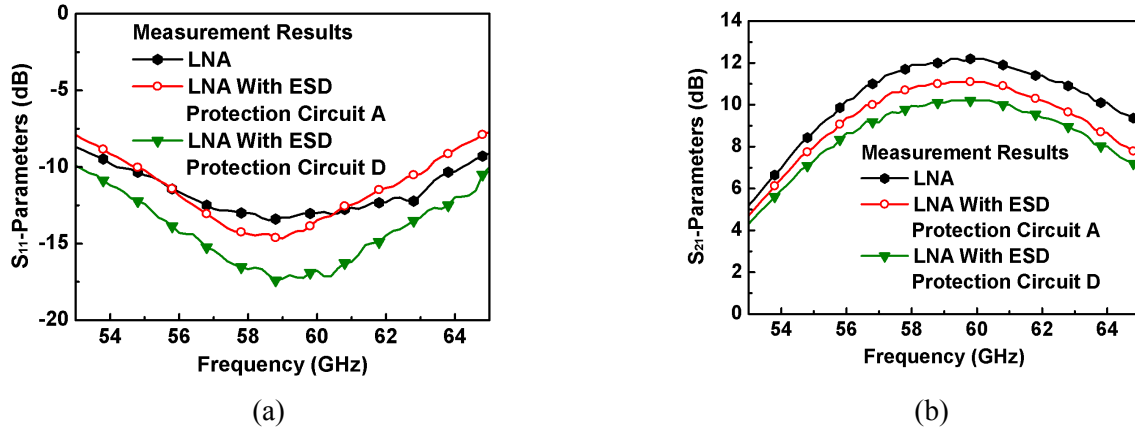 0
-5
-10
-15
-20
S11-Parameters (dB)
Measurement Results
LNA
LNA With ESD
Protection Circuit A
LNA With ESD
Protection Circuit D
54 56 58 60 62 64
Frequency (GHz)
(a)
14
12
10
8
6
4
2
0
S21-Parameters (dB)
Measurement Results
LNA
LNA With ESD
Protection Circuit A
LNA With ESD
Protection Circuit D
54 56 58 60 62 64
Frequency (GHz)
(b)